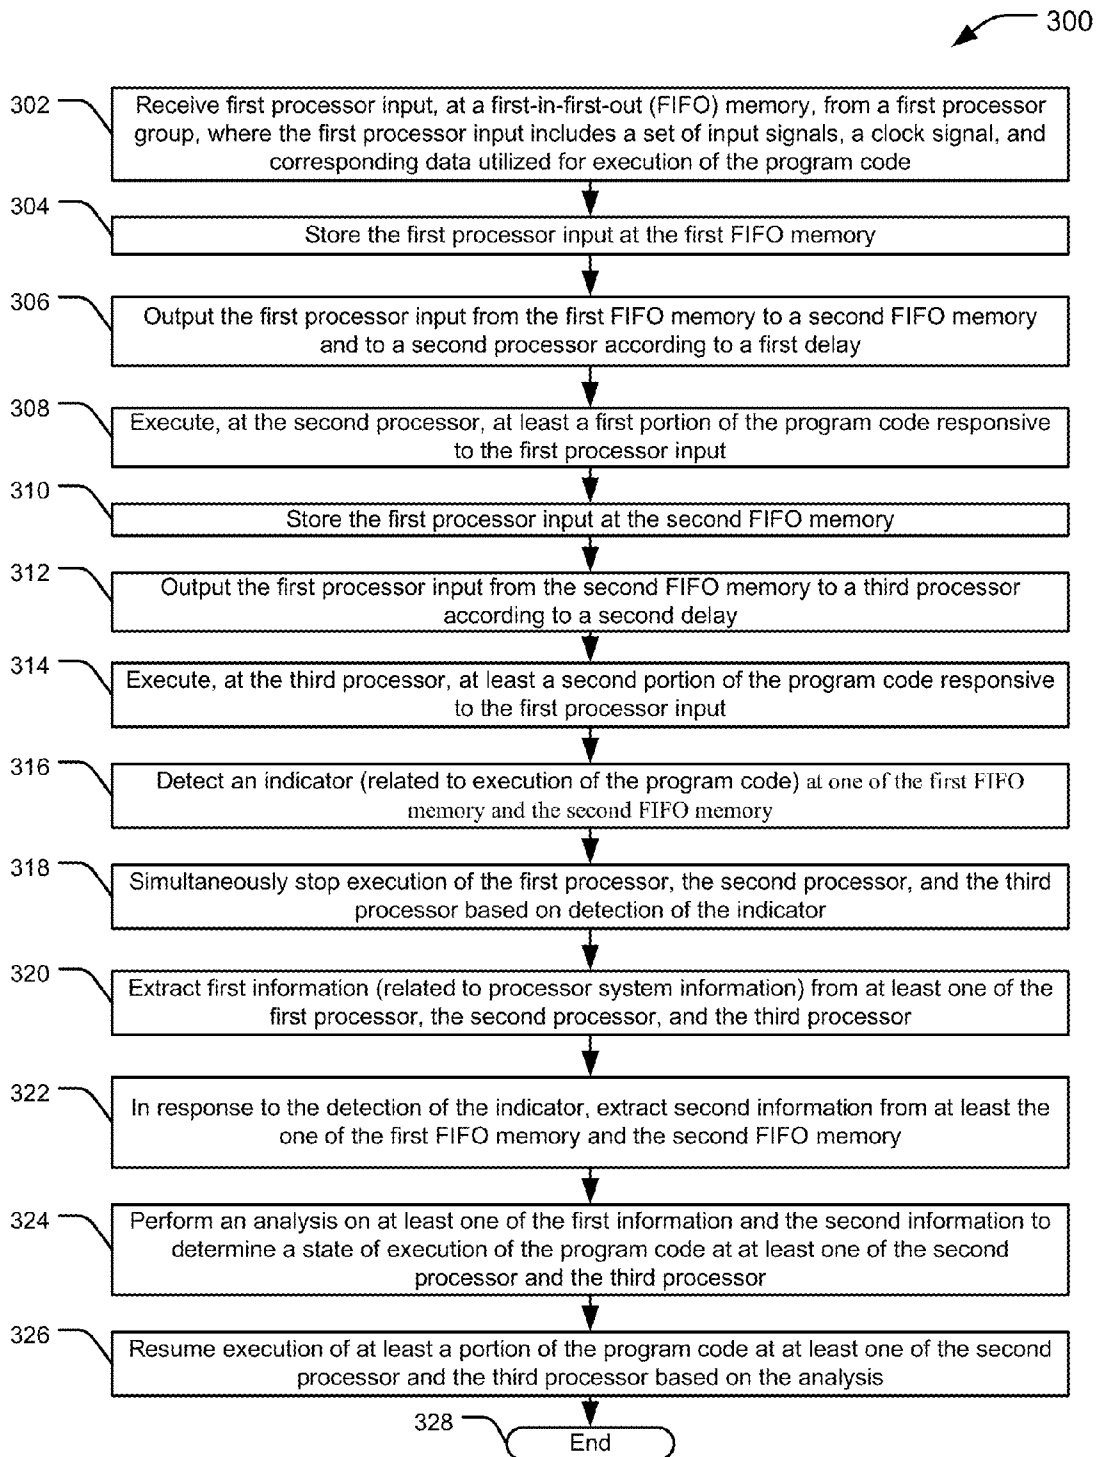 300
302
Receive first processor input, at a first-in-first-out (FIFO) memory, from a first processor
group, where the first processor input includes a set of input signals, a clock signal, and
corresponding data utilized for execution of the program code
304
Store the first processor input at the first FIFO memory
306
Output the first processor input from the first FIFO memory to a second FIFO memory
and to a second processor according to a first delay
308
Execute, at the second processor, at least a first portion of the program code responsive
to the first processor input
310
Store the first processor input at the second FIFO memory
312
Output the first processor input from the second FIFO memory to a third processor
according to a second delay
314
Execute, at the third processor, at least a second portion of the program code responsive
to the first processor input
316
Detect an indicator (related to execution of the program code) at one of the first FIFO
memory and the second FIFO memory
318
Simultaneously stop execution of the first processor, the second processor, and the third
processor based on detection of the indicator
320
Extract first information (related to processor system information) from at least one of the
first processor, the second processor, and the third processor
322
In response to the detection of the indicator, extract second information from at least the
one of the first FIFO memory and the second FIFO memory
324
Perform an analysis on at least one of the first information and the second information to
determine a state of execution of the program code at at least one of the second
processor and the third processor
326
Resume execution of at least a portion of the program code at at least one of the second
processor and the third processor based on the analysis
328
End